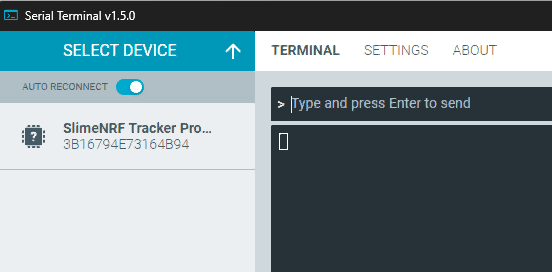 Serial Terminal v1.5.0
SELECT DEVICE
TERMINAL SETTINGS ABOUT
AUTO RECONNECT
> Type and press Enter to send
SlimeNRF Tracker Pro...
3B16794E73164B94